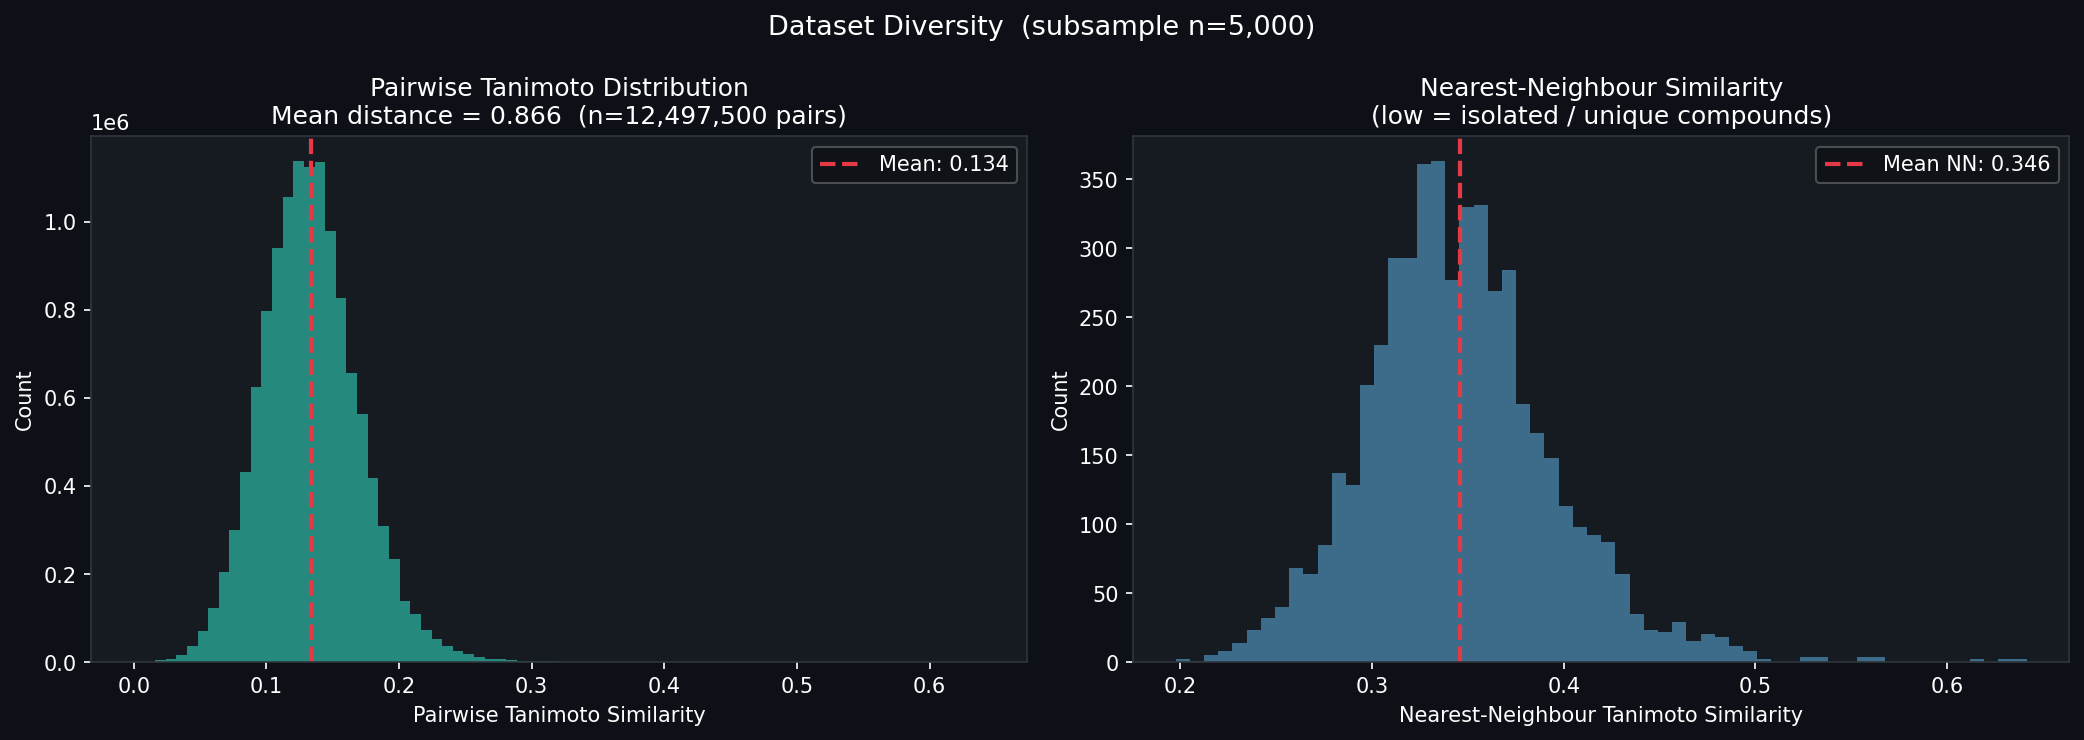 Dataset Diversity  (subsample n=5,000)
Pairwise Tanimoto Distribution
Mean distance = 0.866  (n=12,497,500 pairs)
1e6
Mean: 0.134
1.0
0.8
0.6
0.4
0.2
0.0
Count
0.0 0.1 0.2 0.3 0.4 0.5 0.6
Pairwise Tanimoto Similarity
Nearest-Neighbour Similarity
(low = isolated / unique compounds)
Mean NN: 0.346
350
300
250
200
150
100
50
0
Count
0.2 0.3 0.4 0.5 0.6
Nearest-Neighbour Tanimoto Similarity